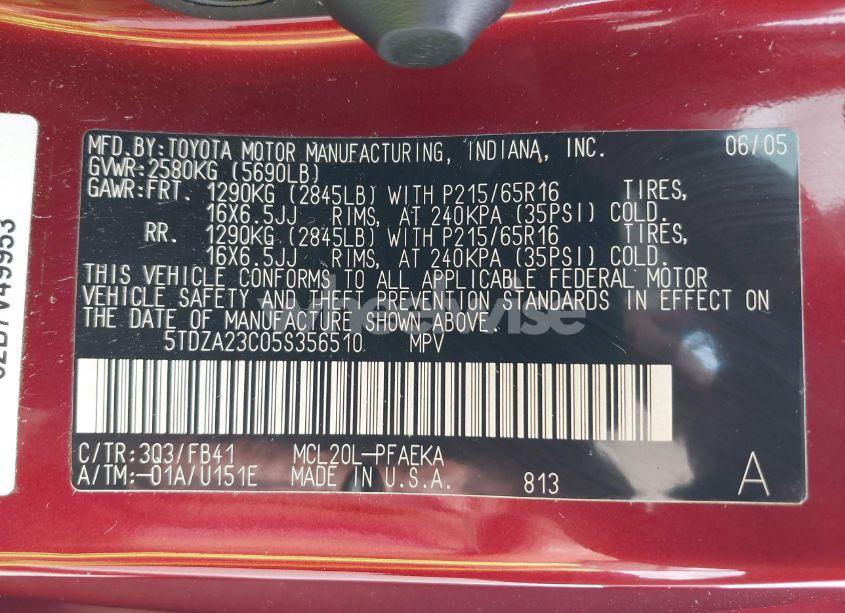 MFD.BY:TOYOTA MOTOR MANUFACTURING, INDIANA, INC. 06/05
GVWR:2580KG (5690LB)
GAWR:FRT. 1290KG (2845LB) WITH P215/65R16 TIRES,
16X6.5JJ RIMS, AT 240KPA (35PSI) COLD.
RR. 1290KG (2845LB) WITH P215/65R16 TIRES,
16X6.5JJ RIMS, AT 240KPA (35PSI) COLD.
THIS VEHICLE CONFORMS TO ALL APPLICABLE FEDERAL MOTOR
VEHICLE SAFETY AND THEFT PREVENTION STANDARDS IN EFFECT ON
THE DATE OF MANUFACTURE SHOWN ABOVE.
5TDZA23C05S356510 MPV
C/TR:3Q3/FB41 MCL20L-PFAEKA
A/TM:-01A/U151E MADE IN U.S.A. 813 A